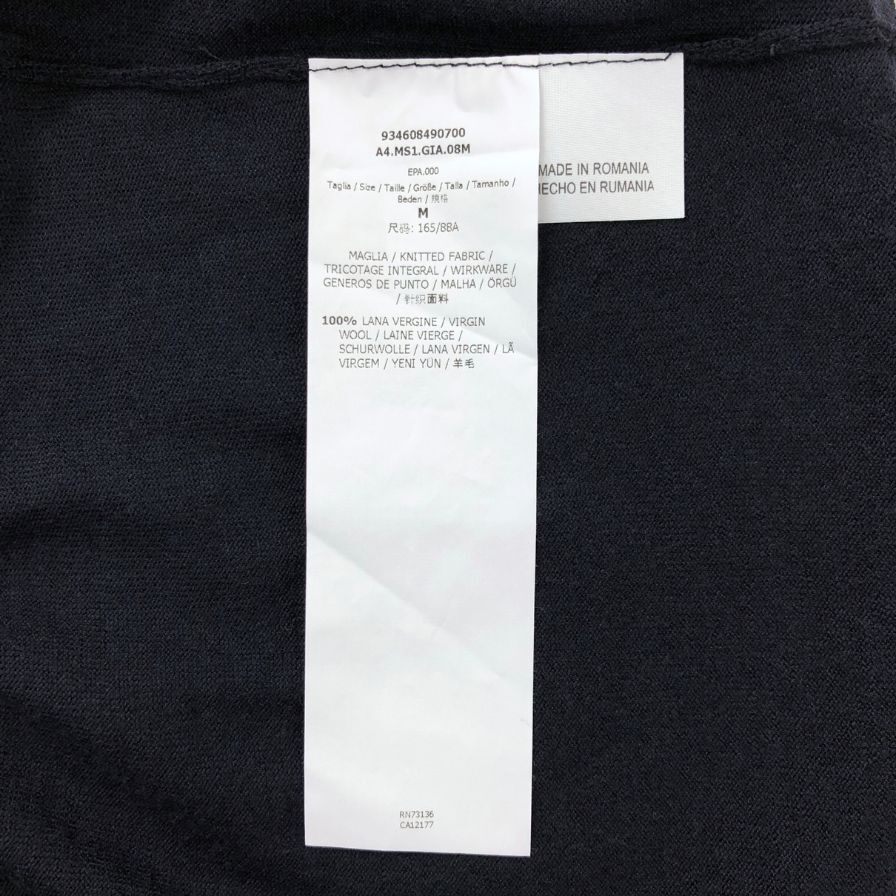 934608490700
A4.MS1.GIA.08M
EPA.000
Taglia / Size / Taille / Größe / Talla / Tamanho /
Beden / 规格
M
尺码: 165/88A
MAGLIA / KNITTED FABRIC /
TRICOTAGE INTEGRAL / WIRKWARE /
GENEROS DE PUNTO / MALHA / ÖRGÜ
/ 针织面料
100% LANA VERGINE / VIRGIN
WOOL / LAINE VIERGE /
SCHURWOLLE / LANA VIRGEN / LÃ
VIRGEM / YENI YÜN / 羊毛
RN73136
CA12177
MADE IN ROMANIA
HECHO EN RUMANIA